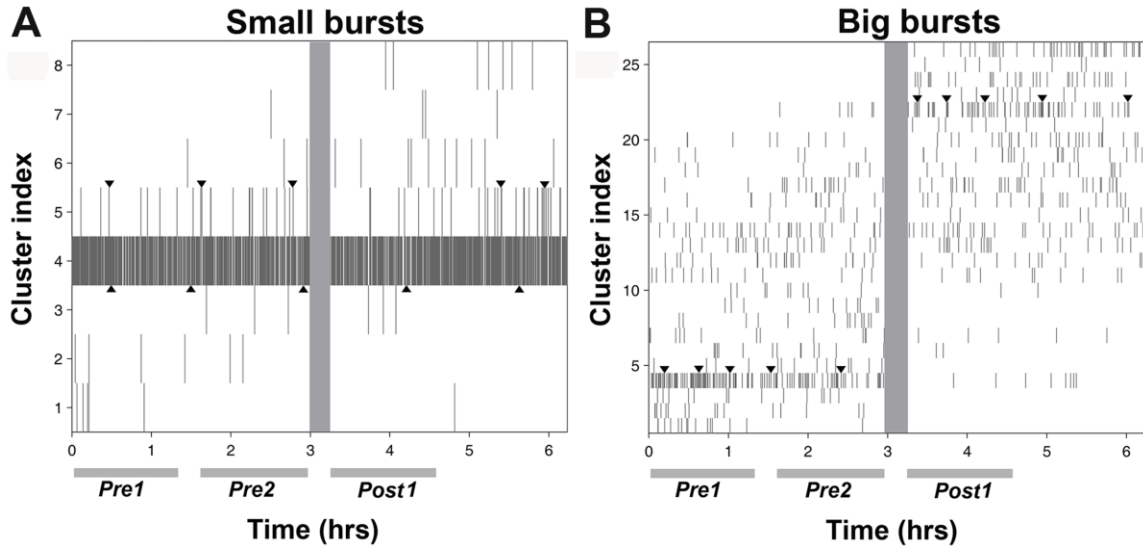 A Small bursts
Cluster index
8
7
6
5
4
3
2
1
0 1 2 3 4 5 6
Pre1 Pre2 Post1
Time (hrs)
B Big bursts
Cluster index
25
20
15
10
5
0 1 2 3 4 5 6
Pre1 Pre2 Post1
Time (hrs)